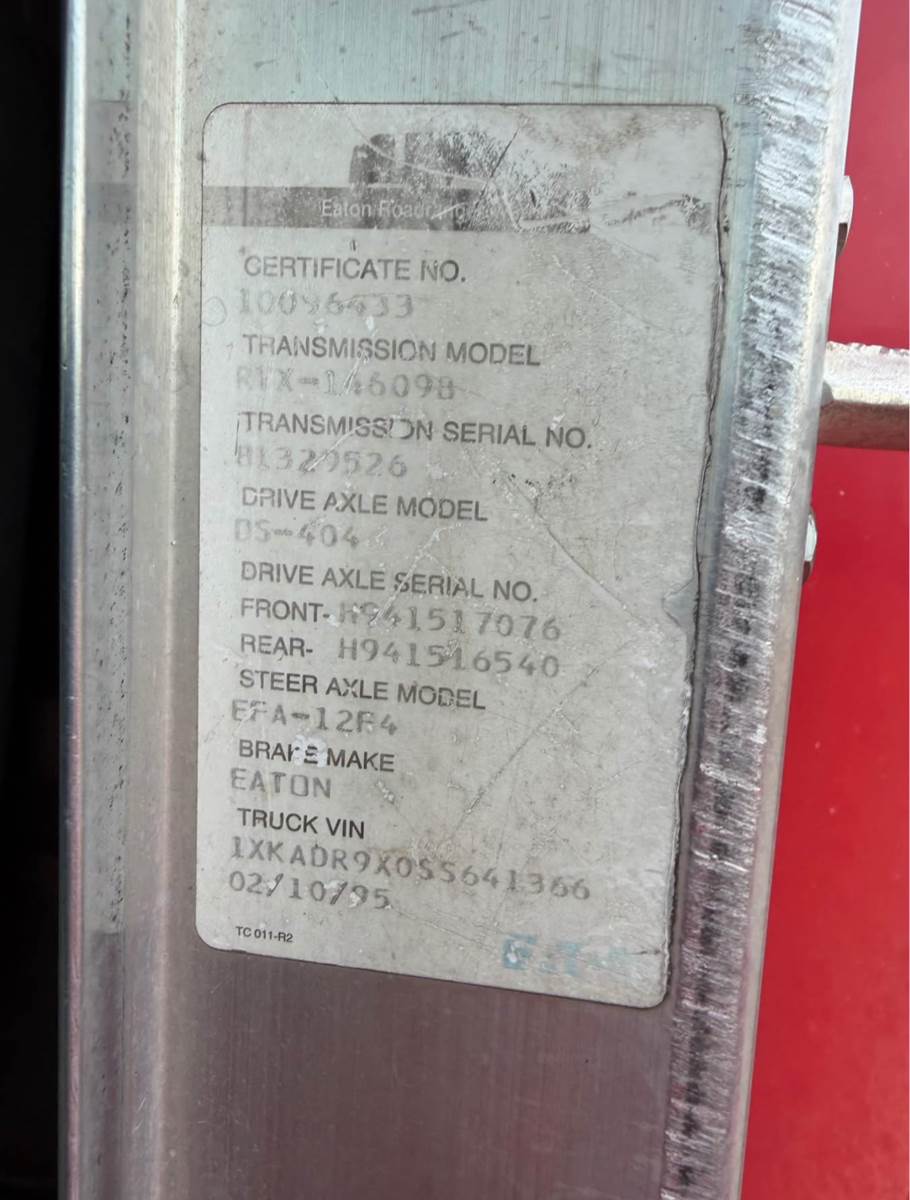 Eaton Roadranger
CERTIFICATE NO.
10096433
TRANSMISSION MODEL
RTX-14609B
TRANSMISSION SERIAL NO.
81329526
DRIVE AXLE MODEL
DS-404
DRIVE AXLE SERIAL NO.
FRONT- H941517076
REAR- H941516540
STEER AXLE MODEL
EFA-12F4
BRAKE MAKE
EATON
TRUCK VIN
1XKADR9X0SS641366
02/10/95
TC 011-R2